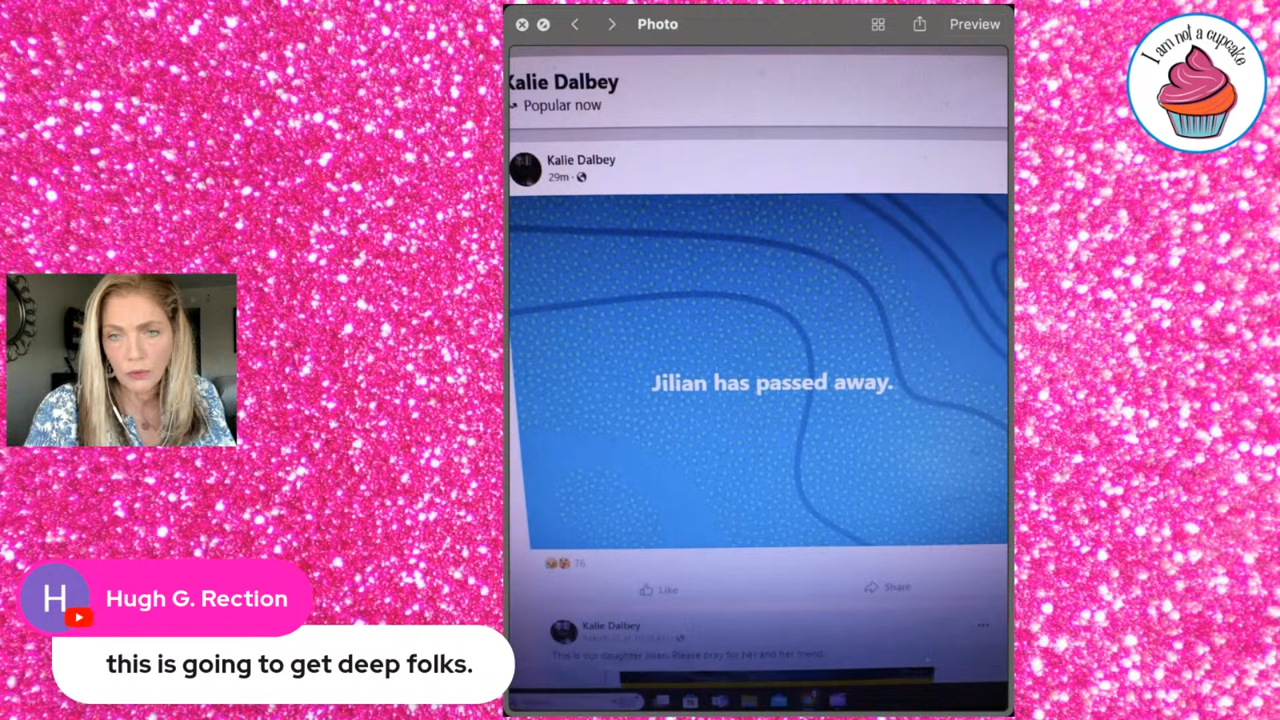 Photo
Preview
I am not a cupcake
Kalie Dalbey
Popular now
Kalie Dalbey
29m
Jilian has passed away.
76
Like
Share
Kalie Dalbey
This is our daughter Jilian. Please pray for her and her friend.
H
Hugh G. Rection
this is going to get deep folks.